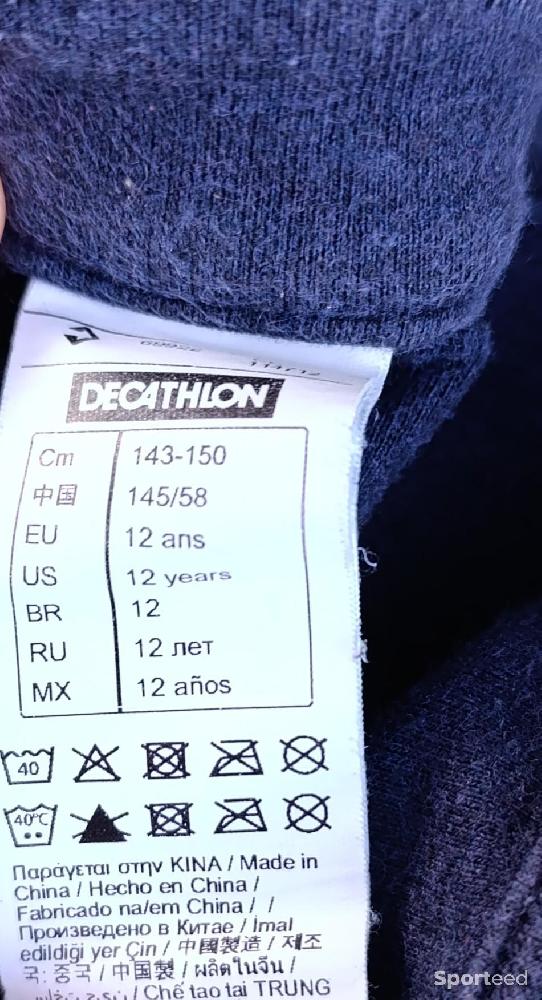 DECATHLON
Cm 143-150
中国 145/58
EU 12 ans
US 12 years
BR 12
RU 12 лет
MX 12 años
40
40°C
Παράγεται στην ΚΙΝΑ / Made in
China / Hecho en China /
Fabricado na/em China / /
Произведено в Китае / İmal
edildiği yer Çin / 中國製造 / 제조
국: 중국 / 中国製 / ผลิตในจีน /
/ Chế tạo tại TRUNG
Sporteed